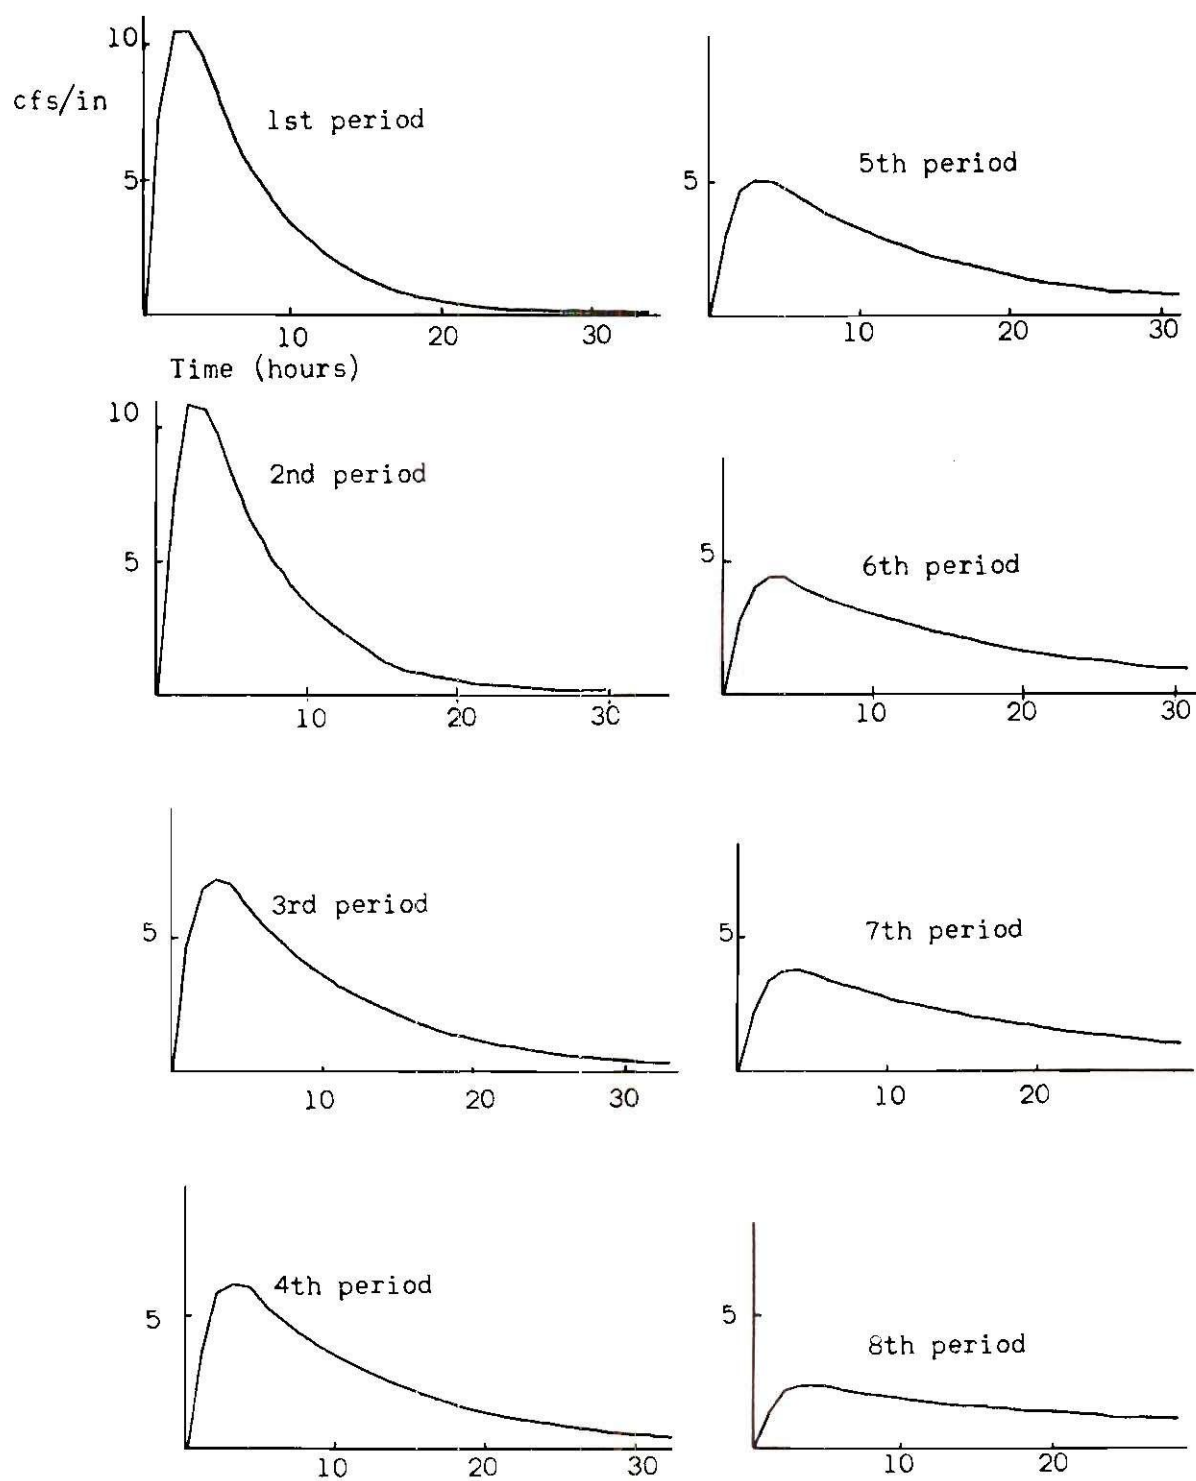 10
cfs/in
1st period
5
10 20 30
Time (hours)
5
5th period
10 20 30
10
2nd period
5
10 20 30
5
6th period
10 20 30
5
3rd period
10 20 30
5
7th period
10 20
5
4th period
10 20 30
5
8th period
10 20